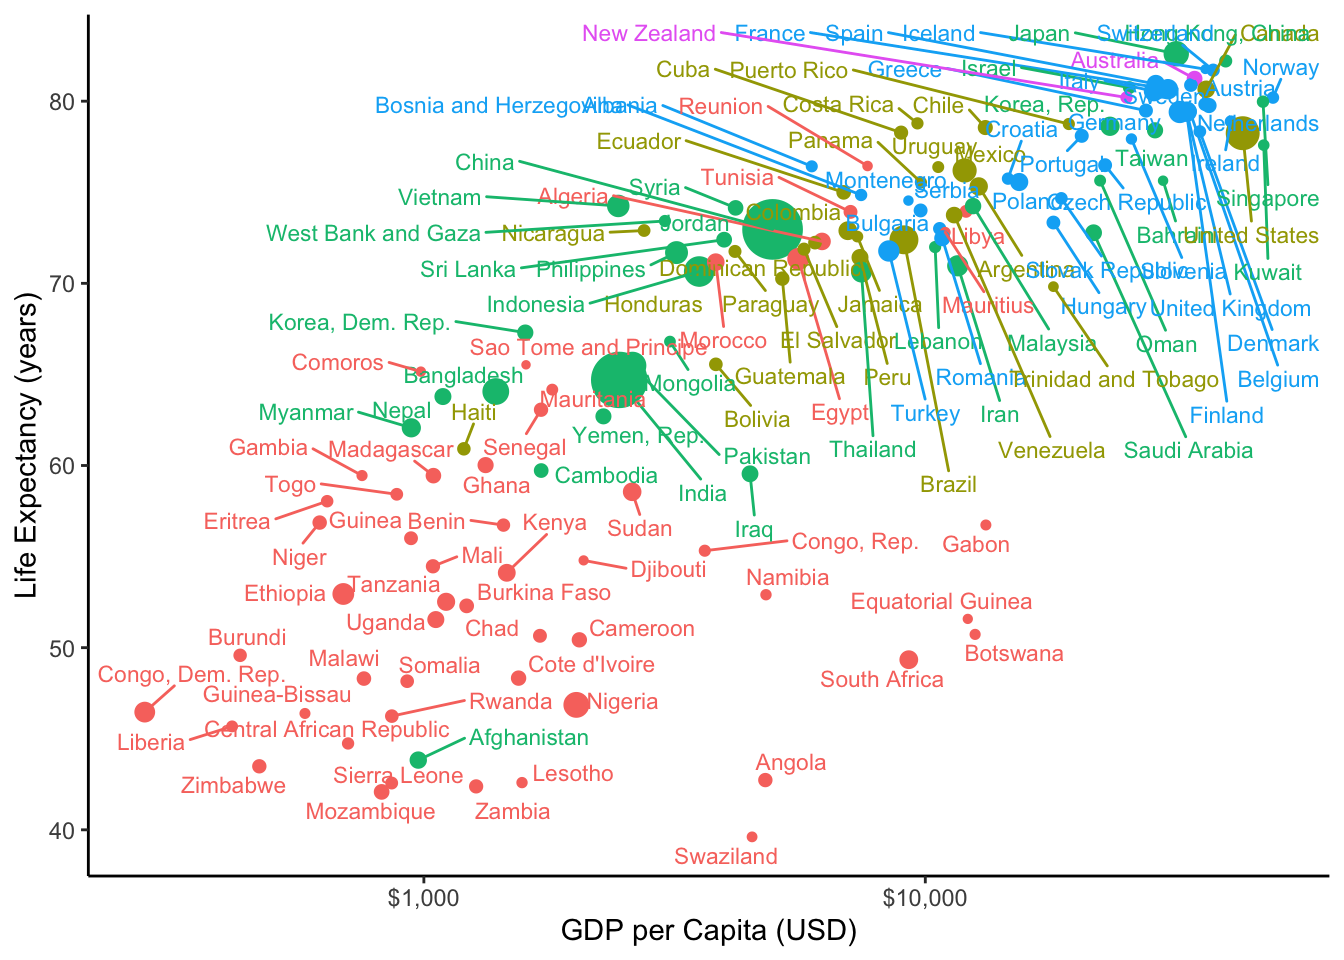 New Zealand
France
Spain
Iceland
Japan
Switzerland
Hong Kong, China
Canada
Cuba
Puerto Rico
Greece
Israel
Australia
Norway
Italy
Sweden
Austria
Bosnia and Herzegovina
Albania
Reunion
Costa Rica
Chile
Korea, Rep.
Germany
Netherlands
Croatia
Ecuador
Panama
Uruguay
Mexico
Taiwan
Ireland
Portugal
China
Syria
Tunisia
Montenegro
Serbia
Poland
Czech Republic
Singapore
Vietnam
Algeria
Colombia
West Bank and Gaza
Nicaragua
Jordan
Bulgaria
Libya
Bahrain
United States
Sri Lanka
Philippines
Dominican Republic
Argentina
Slovak Republic
Slovenia
Kuwait
Indonesia
Honduras
Paraguay
Jamaica
Mauritius
Hungary
United Kingdom
Korea, Dem. Rep.
Sao Tome and Principe
Morocco
El Salvador
Lebanon
Malaysia
Oman
Denmark
Comoros
Bangladesh
Mongolia
Guatemala
Peru
Romania
Trinidad and Tobago
Belgium
Myanmar
Nepal
Haiti
Mauritania
Bolivia
Egypt
Turkey
Iran
Finland
Gambia
Madagascar
Senegal
Yemen, Rep.
Pakistan
Thailand
Venezuela
Saudi Arabia
Togo
Ghana
Cambodia
India
Brazil
Eritrea
Guinea
Benin
Kenya
Sudan
Iraq
Niger
Mali
Djibouti
Congo, Rep.
Gabon
Ethiopia
Tanzania
Burkina Faso
Namibia
Equatorial Guinea
Uganda
Chad
Cameroon
Burundi
Malawi
Somalia
Cote d'Ivoire
Botswana
South Africa
Congo, Dem. Rep.
Guinea-Bissau
Rwanda
Nigeria
Liberia
Central African Republic
Afghanistan
Zimbabwe
Sierra Leone
Lesotho
Angola
Mozambique
Zambia
Swaziland
80
70
60
50
40
Life Expectancy (years)
$1,000
$10,000
GDP per Capita (USD)